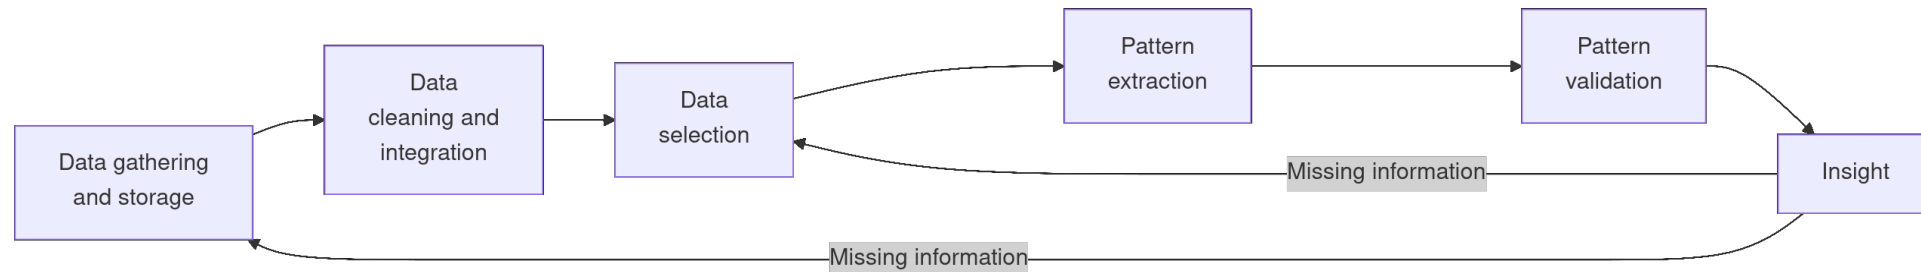 Data gathering
and storage
Data
cleaning and
integration
Data
selection
Pattern
extraction
Pattern
validation
Insight
Missing information
Missing information